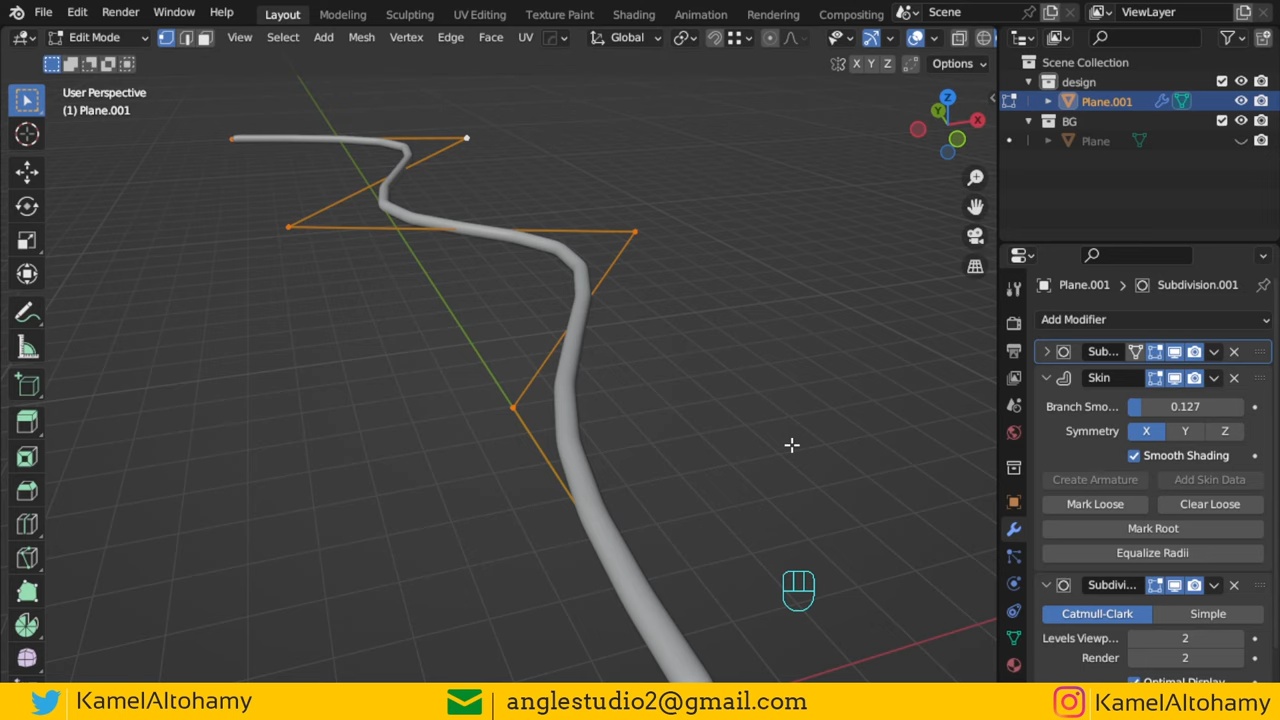 File Edit Render Window Help Layout Modeling Sculpting UV Editing Texture Paint Shading Animation Rendering Compositing Scene ViewLayer
Edit Mode View Select Add Mesh Vertex Edge Face UV Global
X Y Z Options
User Perspective
(1) Plane.001
Z
Y
X
Scene Collection
design
Plane.001
BG
Plane
Plane.001 > Subdivision.001
Add Modifier
Sub...
Skin
Branch Smo... 0.127
Symmetry X Y Z
Smooth Shading
Create Armature Add Skin Data
Mark Loose Clear Loose
Mark Root
Equalize Radii
Subdivi...
Catmull-Clark Simple
Levels Viewp... 2
Render 2
Optimal Display
KamelAltohamy anglestudio2@gmail.com KamelAltohamy